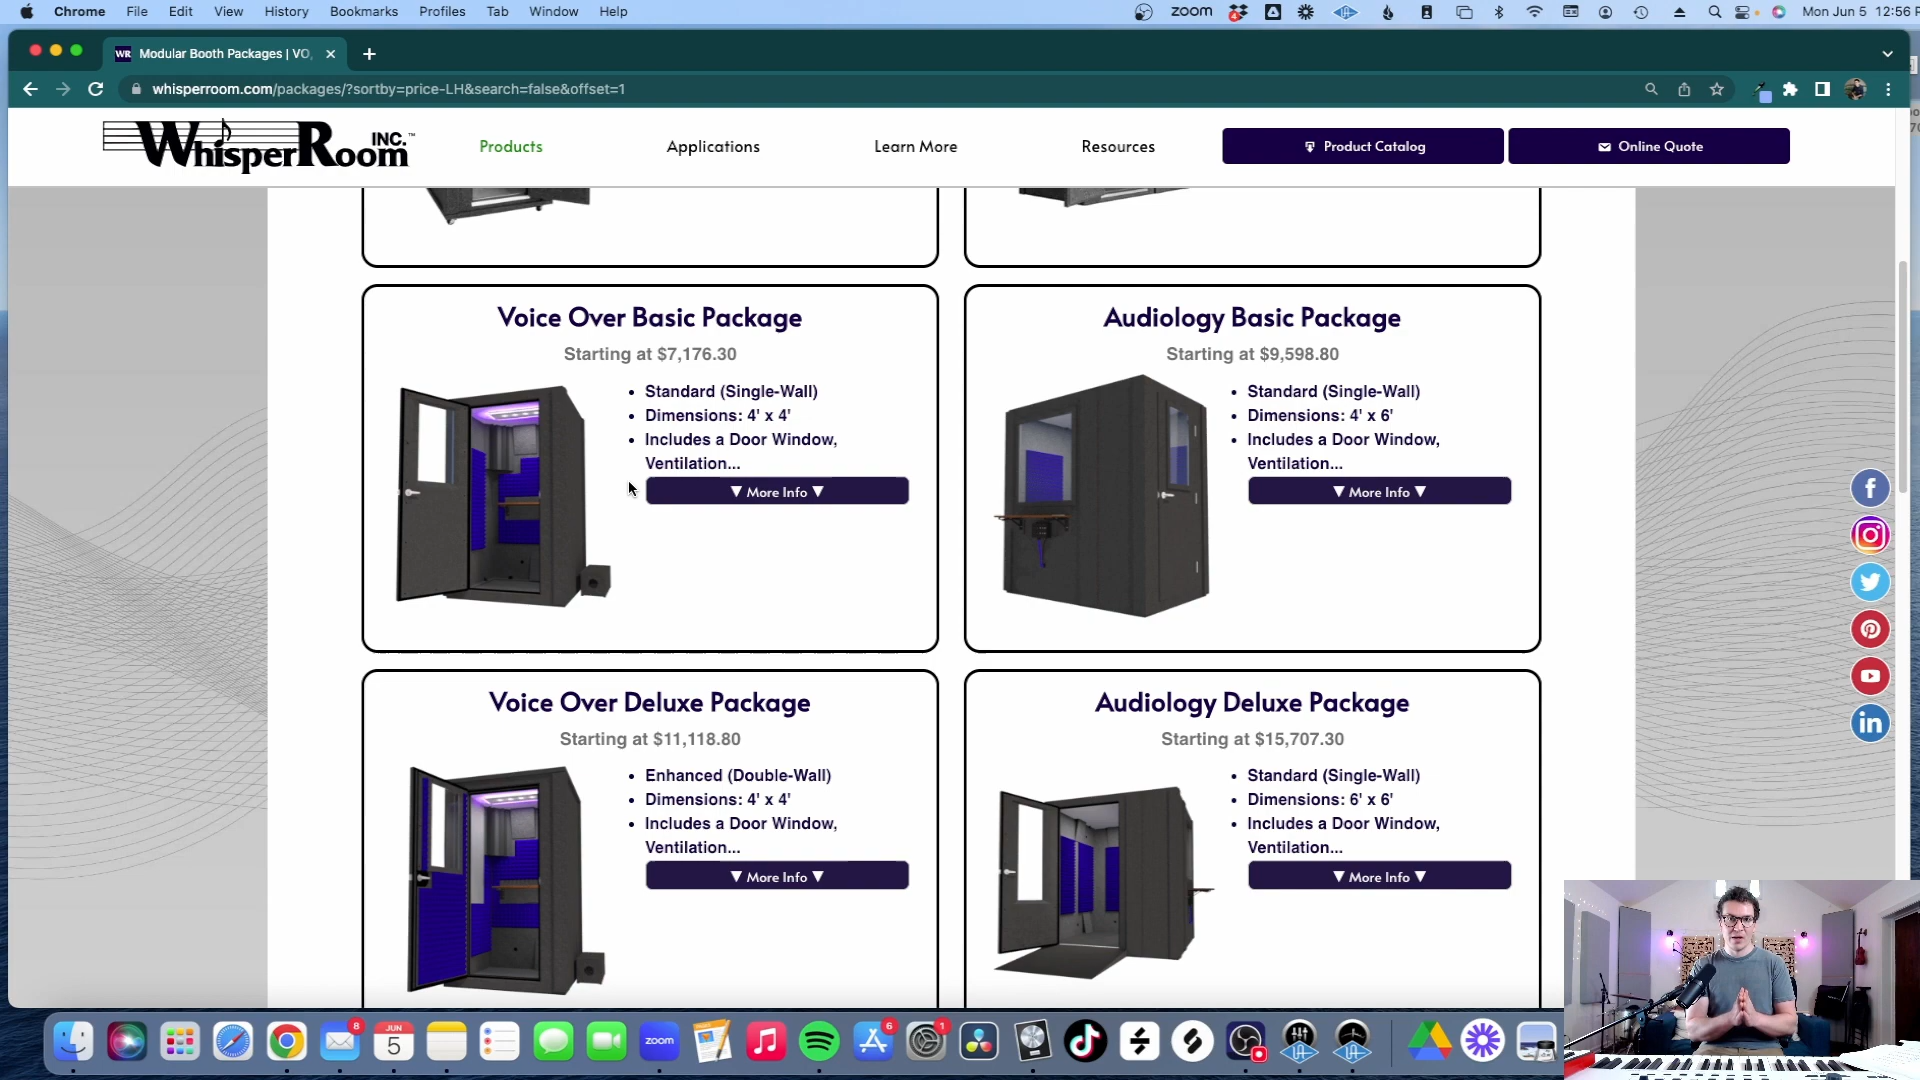 Chrome File Edit View History Bookmarks Profiles Tab Window Help
zoom
Mon Jun 5 12:56 P
WR Modular Booth Packages | VO,
whisperroom.com/packages/?sortby=price-LH&search=false&offset=1
WhisperRoom INC.™
Products
Applications
Learn More
Resources
Product Catalog
Online Quote
Voice Over Basic Package
Starting at $7,176.30
• Standard (Single-Wall)
• Dimensions: 4' x 4'
• Includes a Door Window,
Ventilation...
▼ More Info ▼
Audiology Basic Package
Starting at $9,598.80
• Standard (Single-Wall)
• Dimensions: 4' x 6'
• Includes a Door Window,
Ventilation...
▼ More Info ▼
Voice Over Deluxe Package
Starting at $11,118.80
• Enhanced (Double-Wall)
• Dimensions: 4' x 4'
• Includes a Door Window,
Ventilation...
▼ More Info ▼
Audiology Deluxe Package
Starting at $15,707.30
• Standard (Single-Wall)
• Dimensions: 6' x 6'
• Includes a Door Window,
Ventilation...
▼ More Info ▼
f
in
8
JUN
5
zoom
6
1